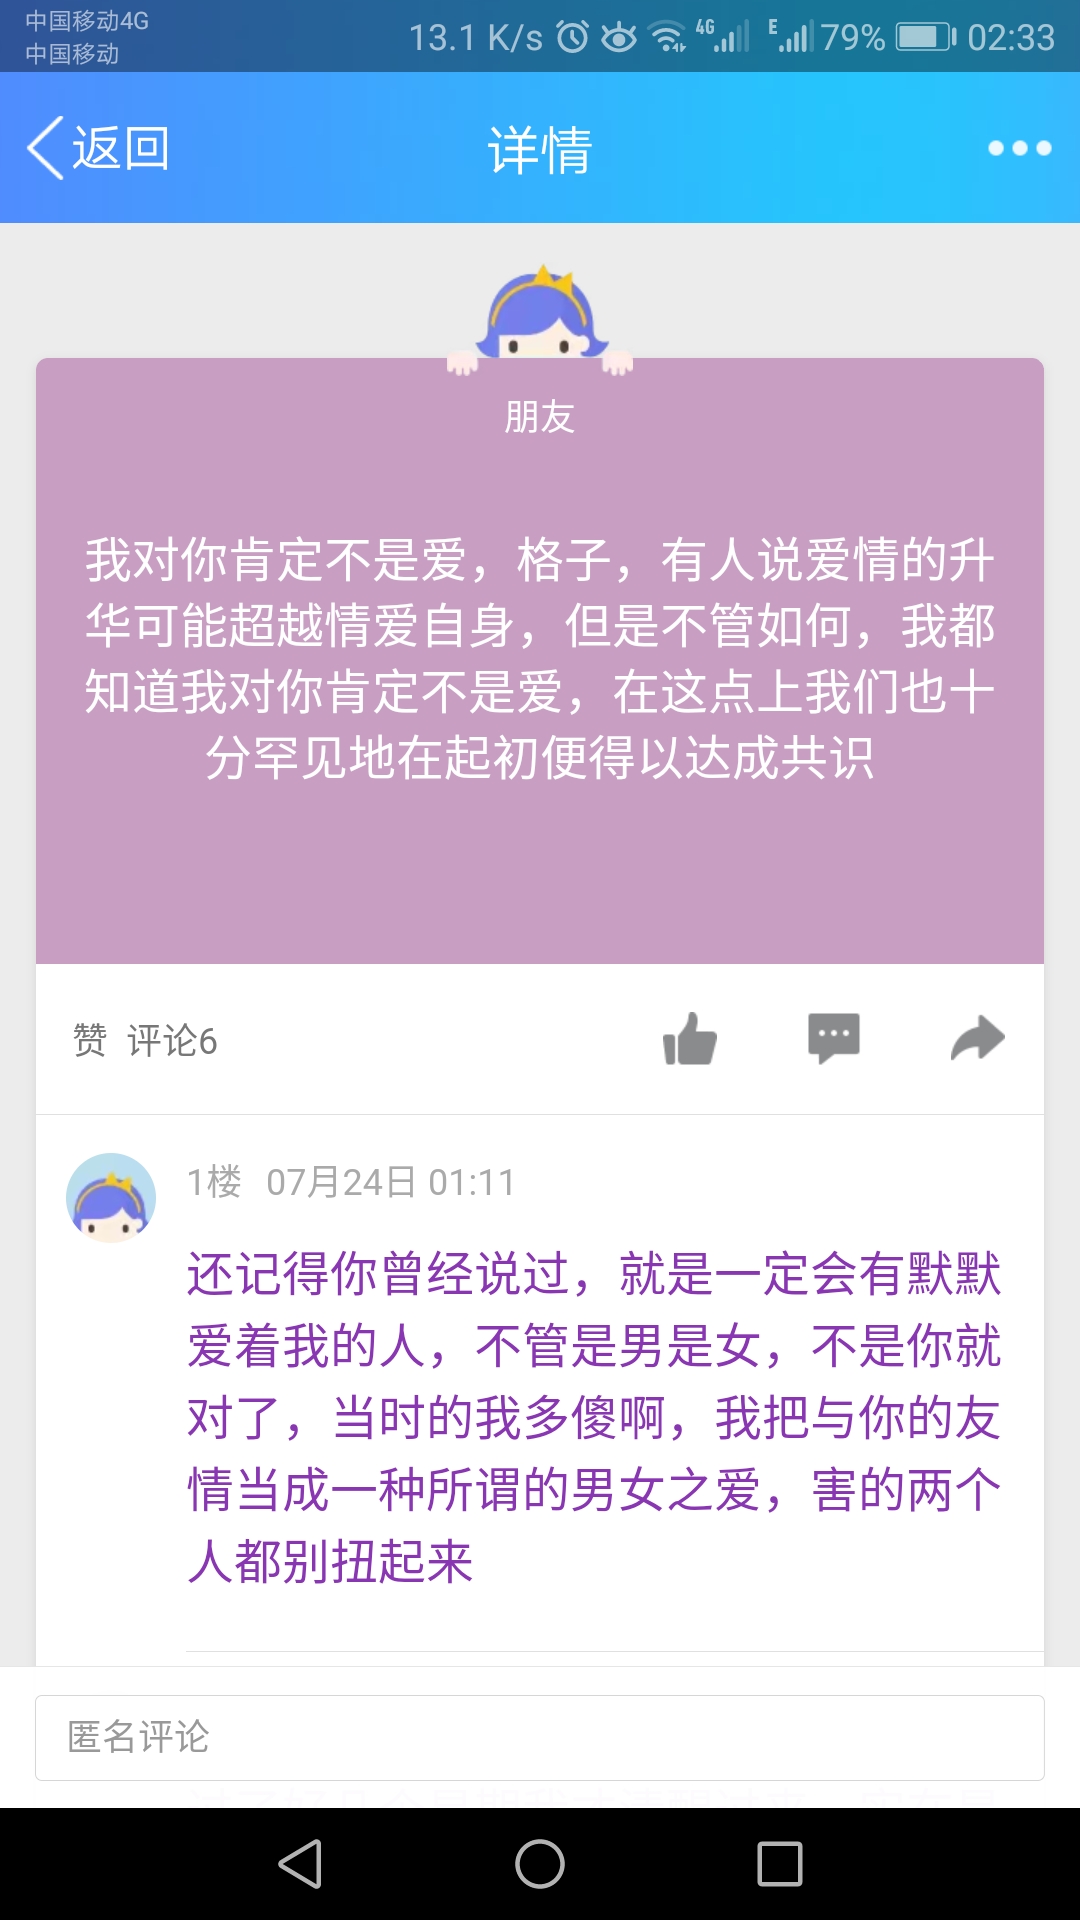 中国移动4G
中国移动
13.1 K/s 4G E 79% 02:33
返回 详情
朋友
我对你肯定不是爱，格子，有人说爱情的升
华可能超越情爱自身，但是不管如何，我都
知道我对你肯定不是爱，在这点上我们也十
分罕见地在起初便得以达成共识
赞 评论6
1楼 07月24日 01:11
还记得你曾经说过，就是一定会有默默
爱着我的人，不管是男是女，不是你就
对了，当时的我多傻啊，我把与你的友
情当成一种所谓的男女之爱，害的两个
人都别扭起来
匿名评论